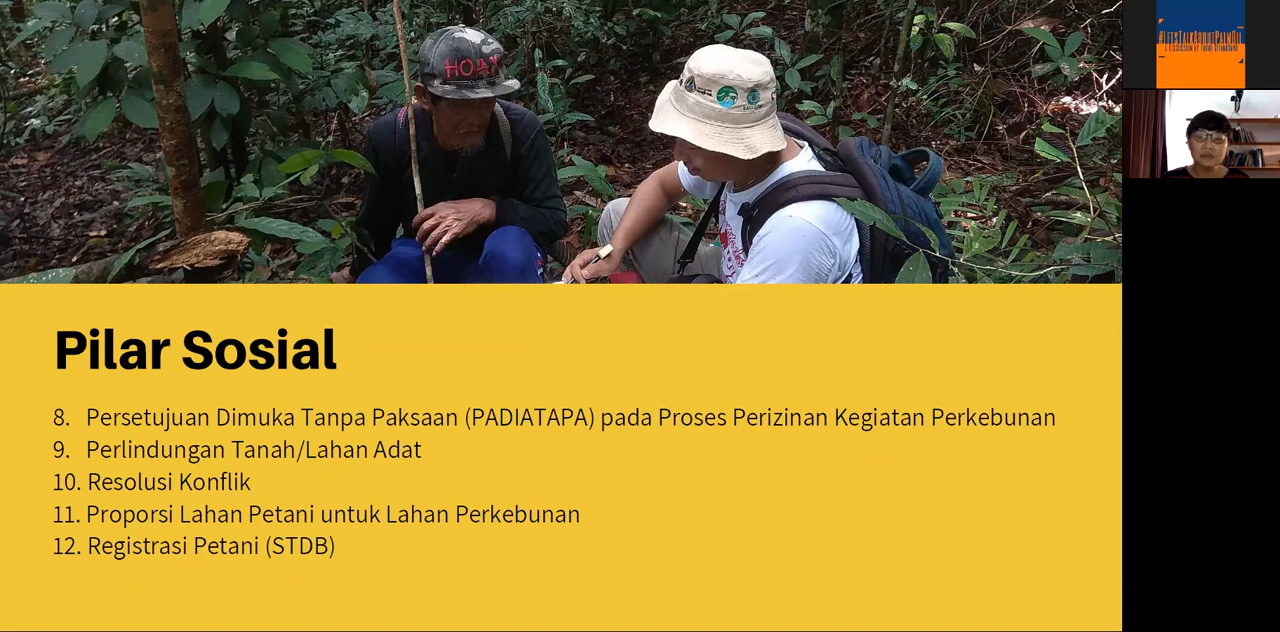 HOAX
#LETSTALKABOUTPALMOIL
Pilar Sosial
8. Persetujuan Dimuka Tanpa Paksaan (PADIATAPA) pada Proses Perizinan Kegiatan Perkebunan
9. Perlindungan Tanah/Lahan Adat
10. Resolusi Konflik
11. Proporsi Lahan Petani untuk Lahan Perkebunan
12. Registrasi Petani (STDB)